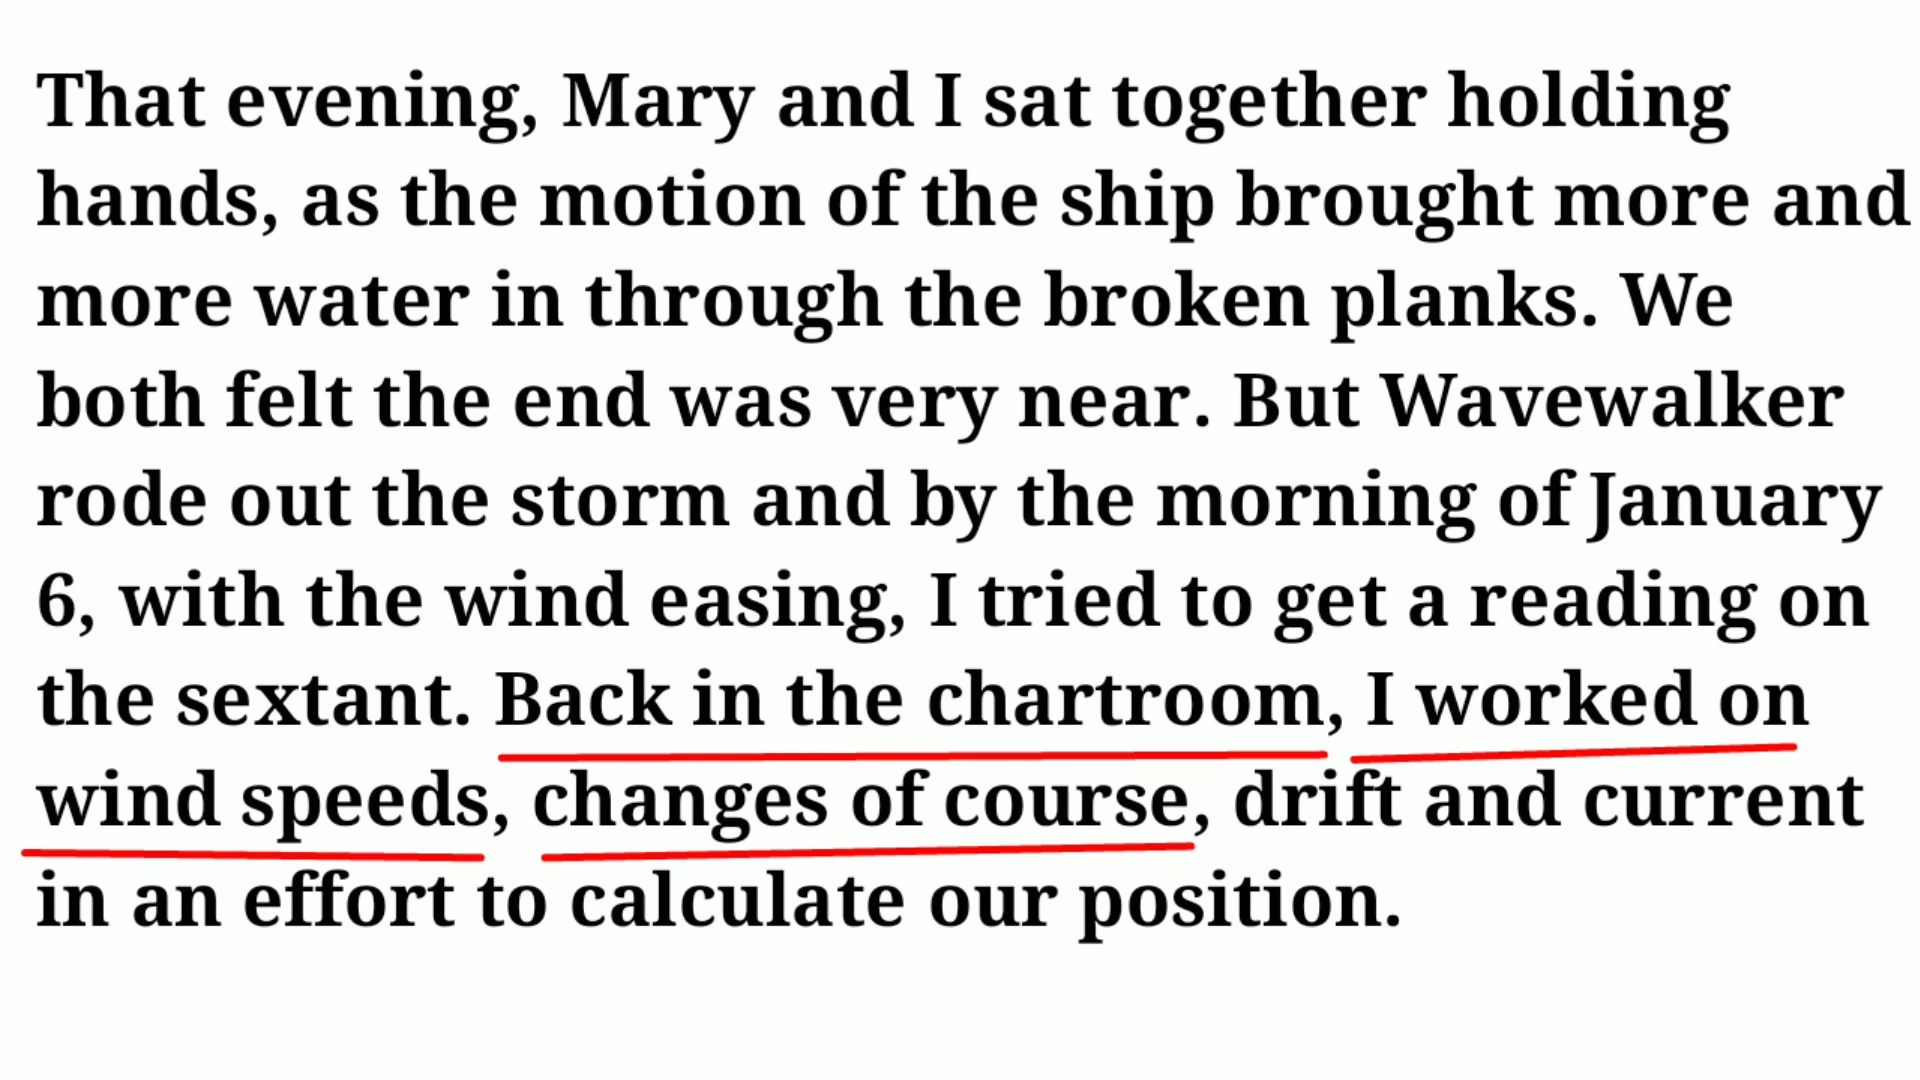 That evening, Mary and I sat together holding
hands, as the motion of the ship brought more and
more water in through the broken planks. We
both felt the end was very near. But Wavewalker
rode out the storm and by the morning of January
6, with the wind easing, I tried to get a reading on
the sextant. Back in the chartroom, I worked on
wind speeds, changes of course, drift and current
in an effort to calculate our position.